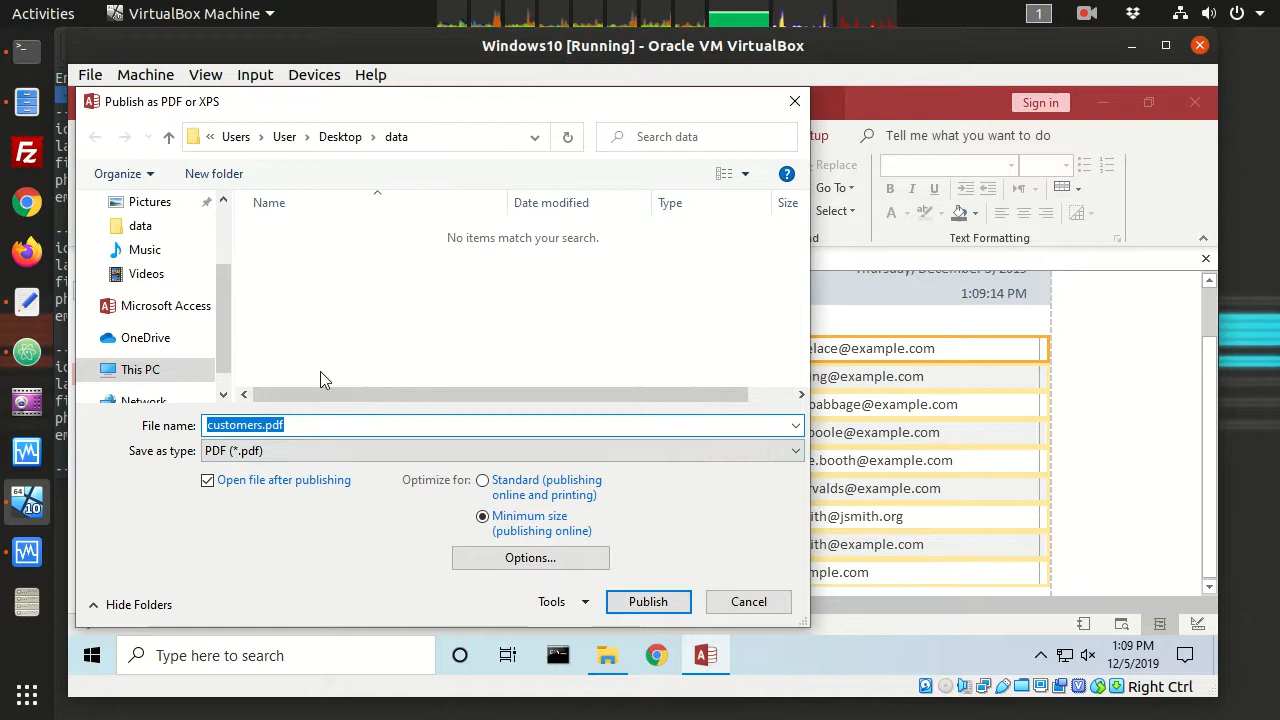 Activities
VirtualBox Machine
1
Windows10 [Running] - Oracle VM VirtualBox
File Machine View Input Devices Help
Publish as PDF or XPS
Sign in
« Users > User > Desktop > data
Search data
Tell me what you want to do
Organize
New folder
Replace
Go To
Select
B I U
A
Text Formatting
Pictures
data
Music
Videos
Microsoft Access
OneDrive
This PC
Network
Name
Date modified
Type
Size
No items match your search.
Thursday, December 5, 2019
1:09:14 PM
elace@example.com
ing@example.com
babbage@example.com
boole@example.com
e.booth@example.com
valds@example.com
ith@jsmith.org
ith@example.com
mple.com
File name:
customers.pdf
Save as type:
PDF (*.pdf)
Open file after publishing
Optimize for:
Standard (publishing
online and printing)
Minimum size
(publishing online)
Options...
Hide Folders
Tools
Publish
Cancel
Type here to search
1:09 PM
12/5/2019
Right Ctrl